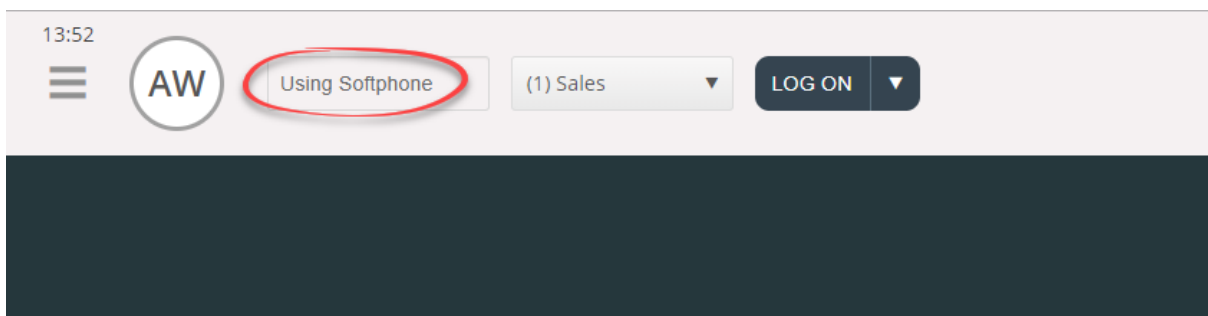 13:52
AW
Using Softphone
(1) Sales
LOG ON